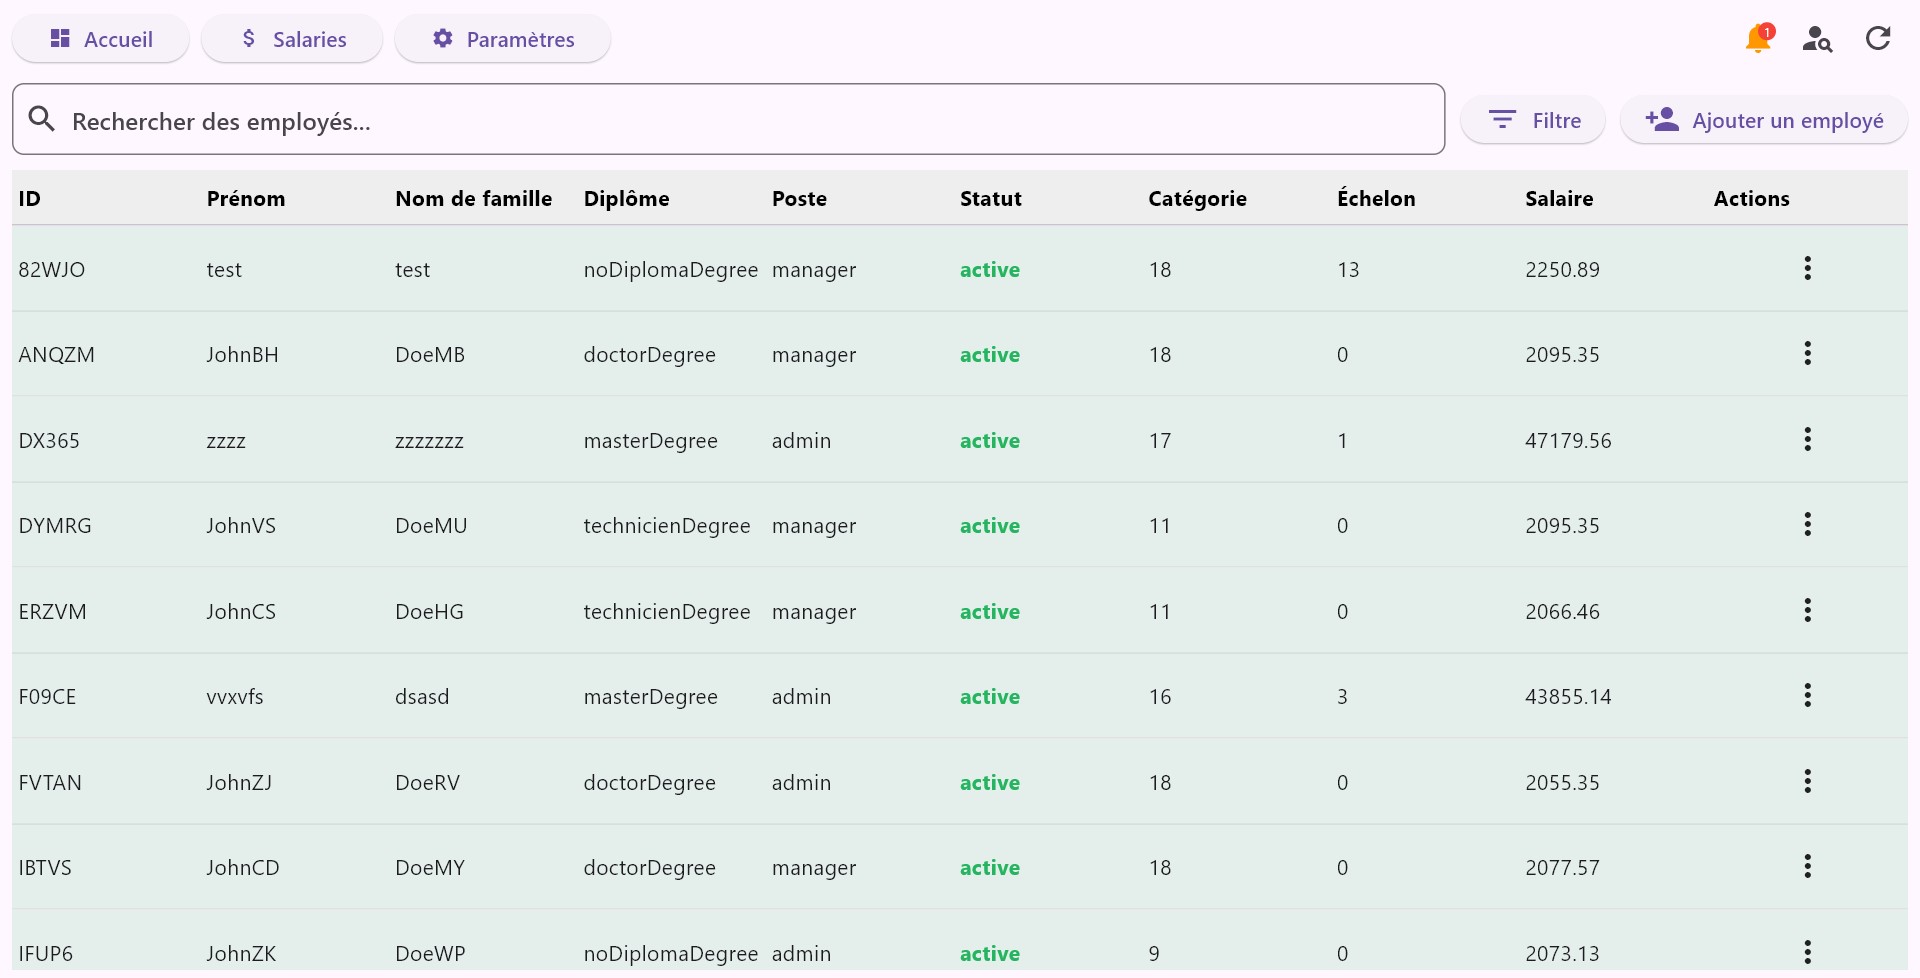 Accueil Salaries Paramètres 1
Rechercher des employés... Filtre Ajouter un employé
ID Prénom Nom de famille Diplôme Poste Statut Catégorie Échelon Salaire Actions
82WJO test test noDiplomaDegree manager active 18 13 2250.89
ANQZM JohnBH DoeMB doctorDegree manager active 18 0 2095.35
DX365 zzzz zzzzzzz masterDegree admin active 17 1 47179.56
DYMRG JohnVS DoeMU technicienDegree manager active 11 0 2095.35
ERZVM JohnCS DoeHG technicienDegree manager active 11 0 2066.46
F09CE vvxvfs dsasd masterDegree admin active 16 3 43855.14
FVTAN JohnZJ DoeRV doctorDegree admin active 18 0 2055.35
IBTVS JohnCD DoeMY doctorDegree manager active 18 0 2077.57
IFUP6 JohnZK DoeWP noDiplomaDegree admin active 9 0 2073.13